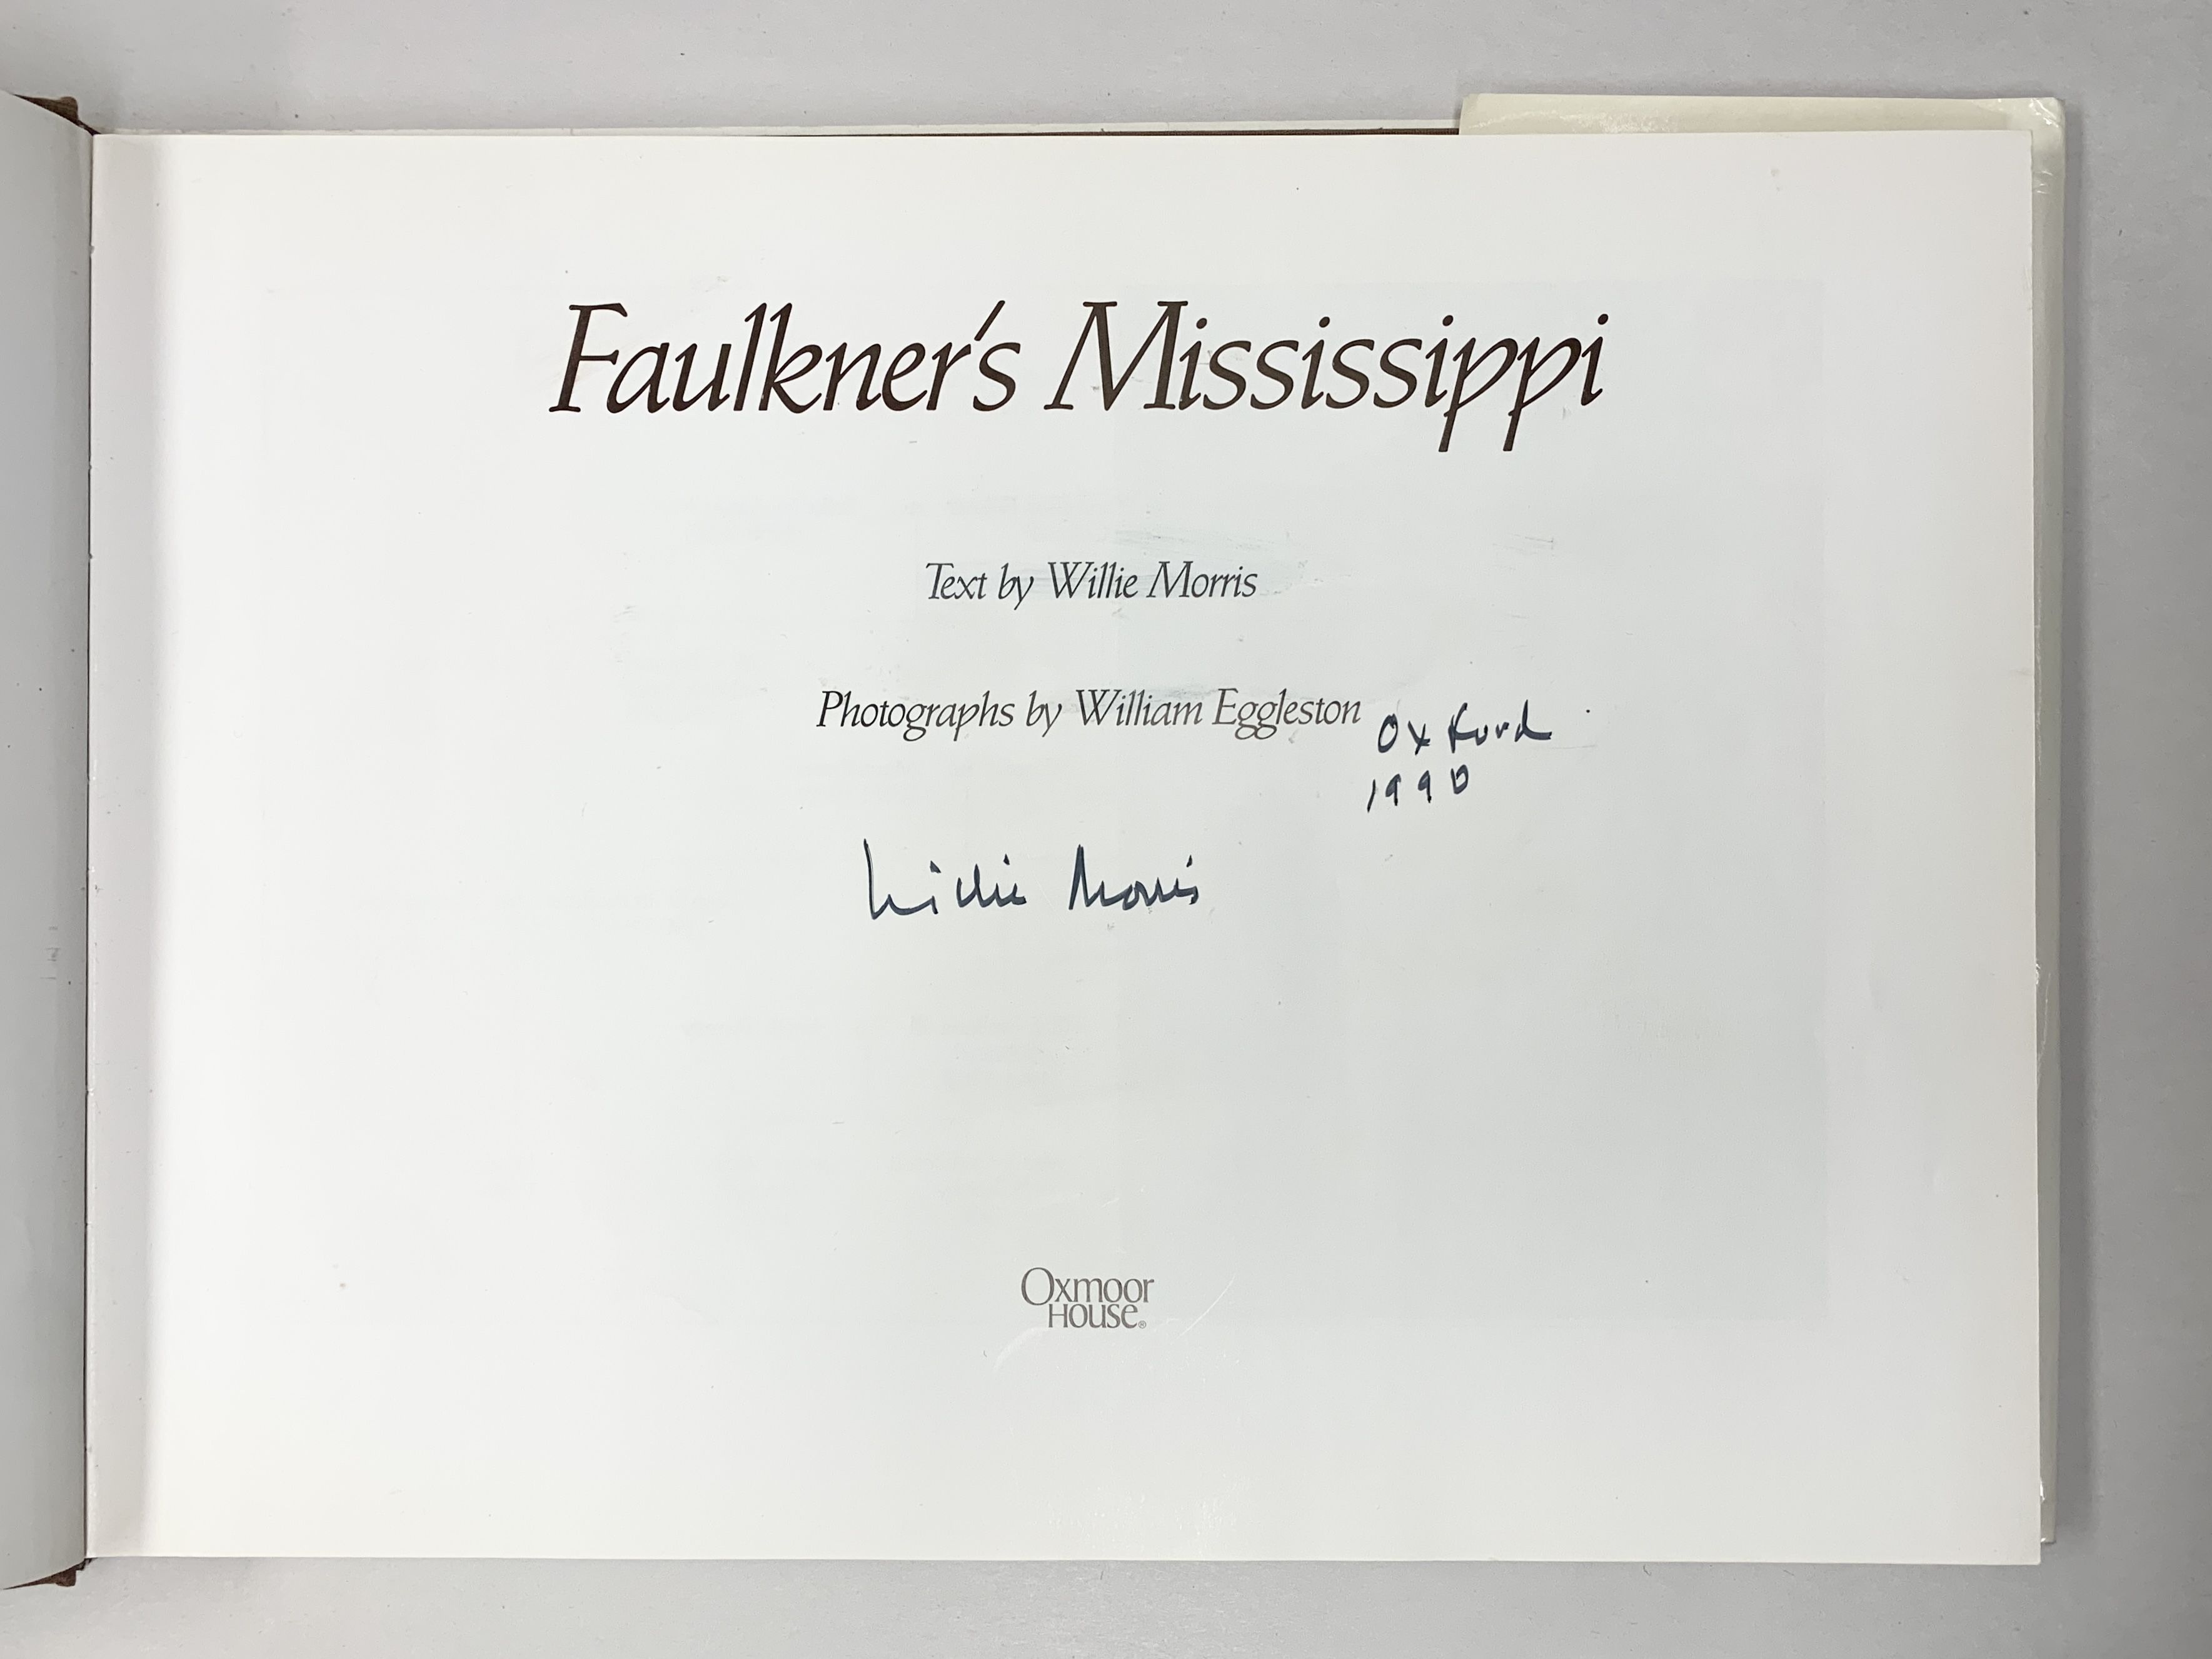 Faulkner's Mississippi
Text by Willie Morris
Photographs by William Eggleston
Oxford
1990
Willie Morris
Oxmoor
House®